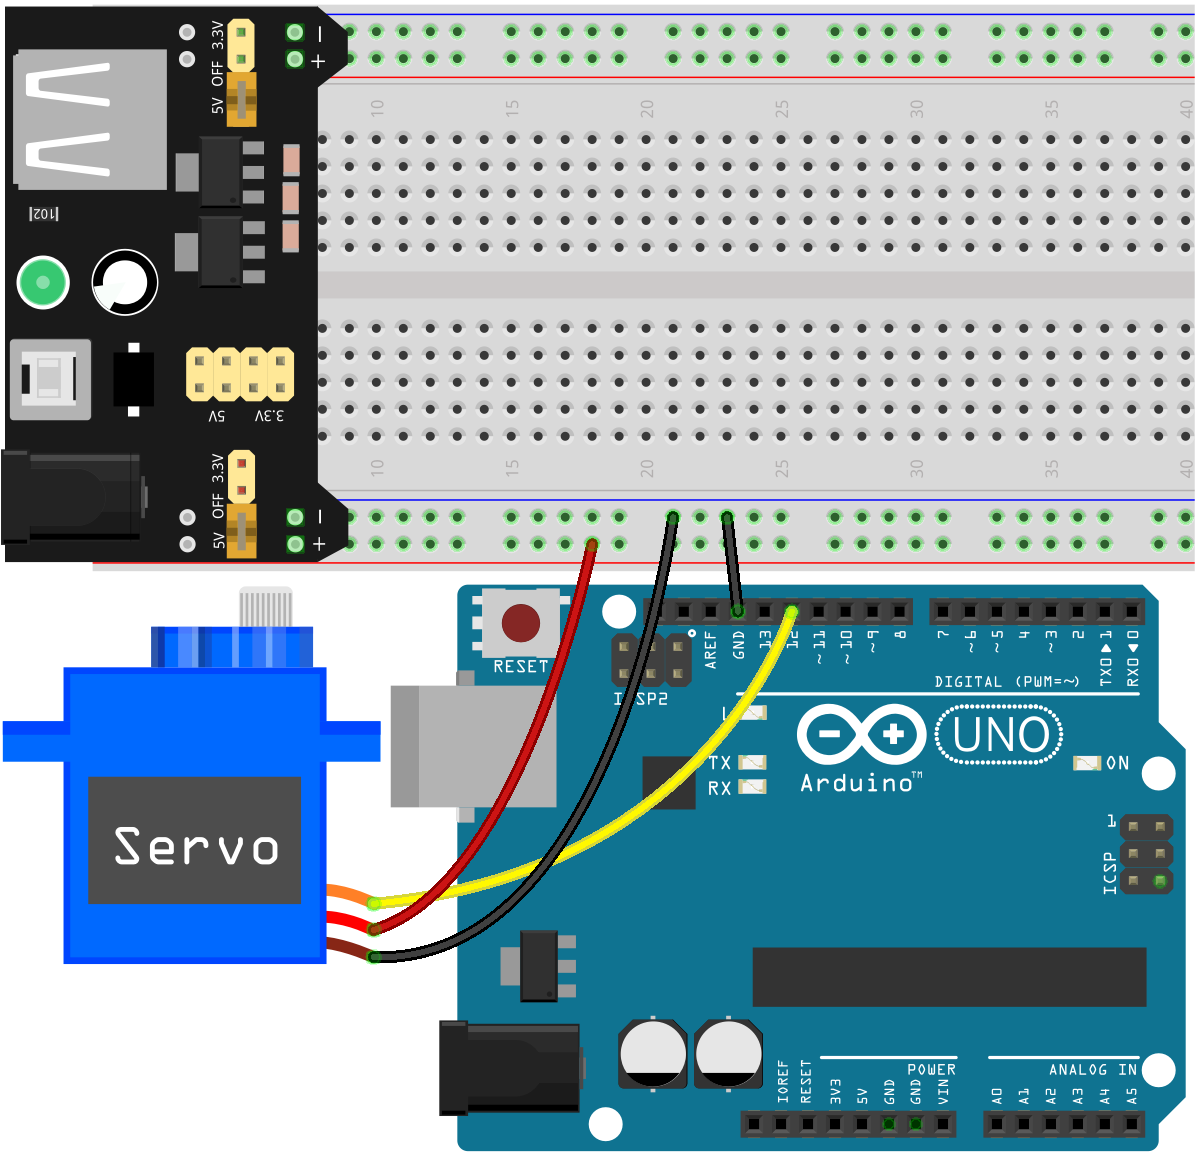 3.3V
OFF
5V
−
+
10 15 20 25 30 35 40
102
5V 3.3V
10 15 20 25 30 35 40
3.3V
OFF
5V
−
+
RESET
AREF GND 13 12 ~11 ~10 ~9 8 7 ~6 ~5 4 ~3 2 TX0▶1 RX0◀0
ICSP2
DIGITAL (PWM=~)
L
UNO
TX
ON
RX
Arduino™
1
Servo
ICSP
POWER
ANALOG IN
IOREF RESET 3V3 5V GND GND VIN A0 A1 A2 A3 A4 A5